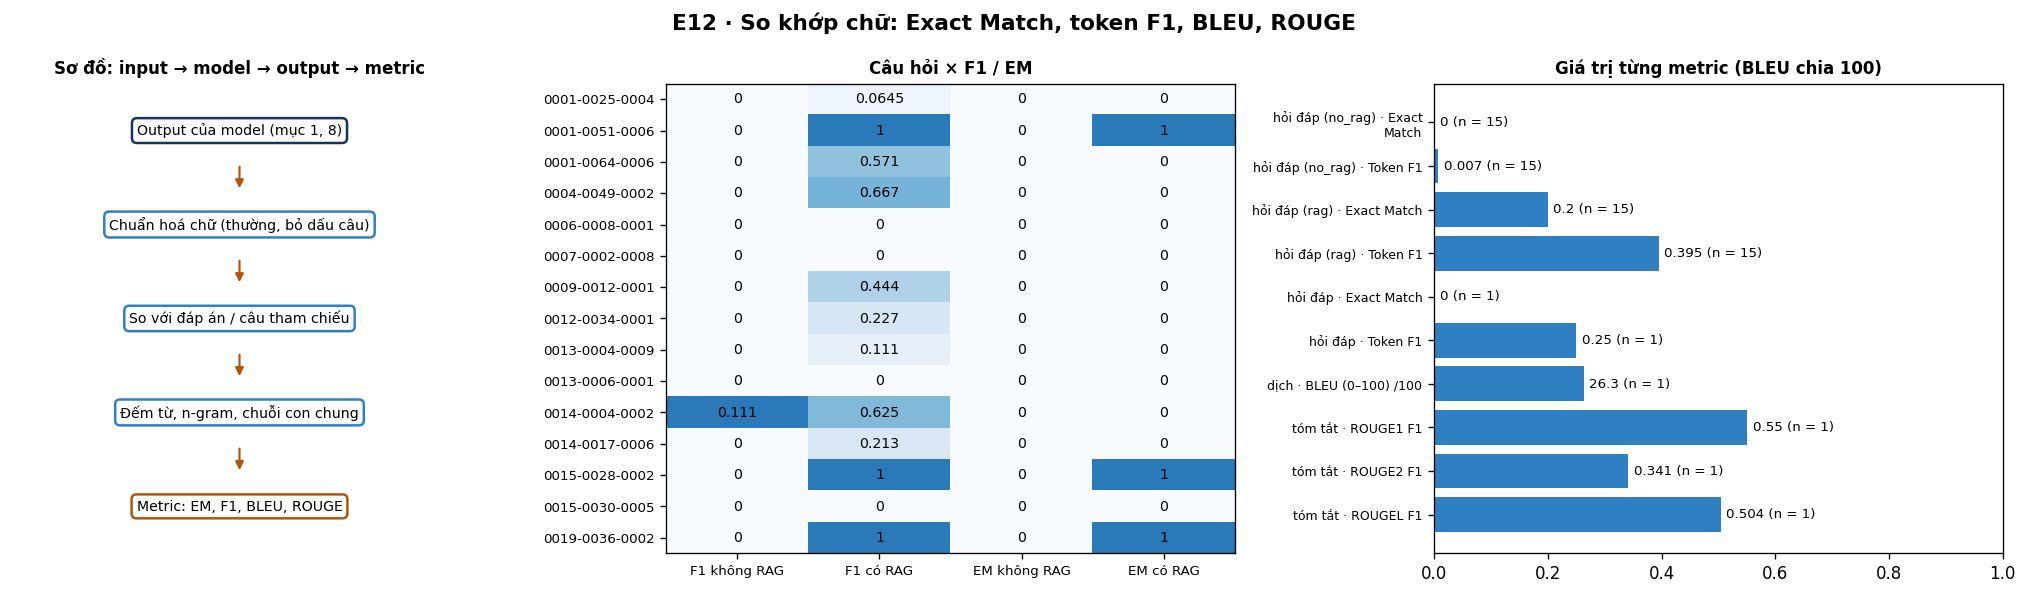 E12 · So khớp chữ: Exact Match, token F1, BLEU, ROUGE
Sơ đồ: input → model → output → metric
Output của model (mục 1, 8)
Chuẩn hoá chữ (thường, bỏ dấu câu)
So với đáp án / câu tham chiếu
Đếm từ, n-gram, chuỗi con chung
Metric: EM, F1, BLEU, ROUGE
Câu hỏi × F1 / EM
0001-0025-0004 0 0.0645 0 0
0001-0051-0006 0 1 0 1
0001-0064-0006 0 0.571 0 0
0004-0049-0002 0 0.667 0 0
0006-0008-0001 0 0 0 0
0007-0002-0008 0 0 0 0
0009-0012-0001 0 0.444 0 0
0012-0034-0001 0 0.227 0 0
0013-0004-0009 0 0.111 0 0
0013-0006-0001 0 0 0 0
0014-0004-0002 0.111 0.625 0 0
0014-0017-0006 0 0.213 0 0
0015-0028-0002 0 1 0 1
0015-0030-0005 0 0 0 0
0019-0036-0002 0 1 0 1
F1 không RAG F1 có RAG EM không RAG EM có RAG
Giá trị từng metric (BLEU chia 100)
hỏi đáp (no_rag) · Exact
Match 0 (n = 15)
hỏi đáp (no_rag) · Token F1 0.007 (n = 15)
hỏi đáp (rag) · Exact Match 0.2 (n = 15)
hỏi đáp (rag) · Token F1 0.395 (n = 15)
hỏi đáp · Exact Match 0 (n = 1)
hỏi đáp · Token F1 0.25 (n = 1)
dịch · BLEU (0–100) /100 26.3 (n = 1)
tóm tắt · ROUGE1 F1 0.55 (n = 1)
tóm tắt · ROUGE2 F1 0.341 (n = 1)
tóm tắt · ROUGEL F1 0.504 (n = 1)
0.0 0.2 0.4 0.6 0.8 1.0